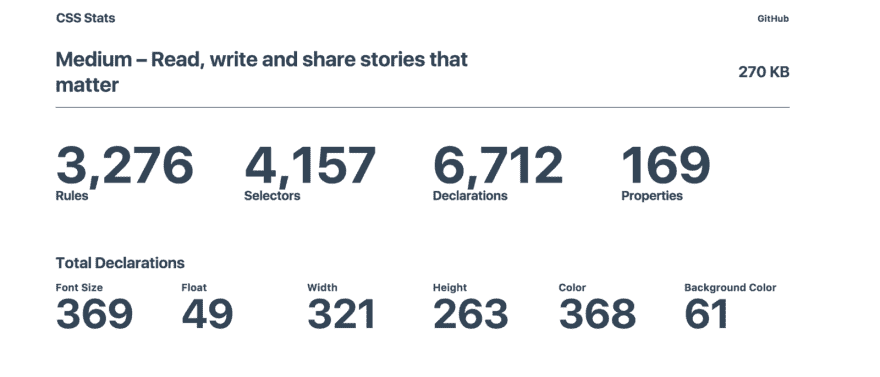 CSS Stats
GitHub
Medium – Read, write and share stories that
matter
270 KB
3,276 4,157 6,712 169
Rules Selectors Declarations Properties
Total Declarations
Font Size Float Width Height Color Background Color
369 49 321 263 368 61